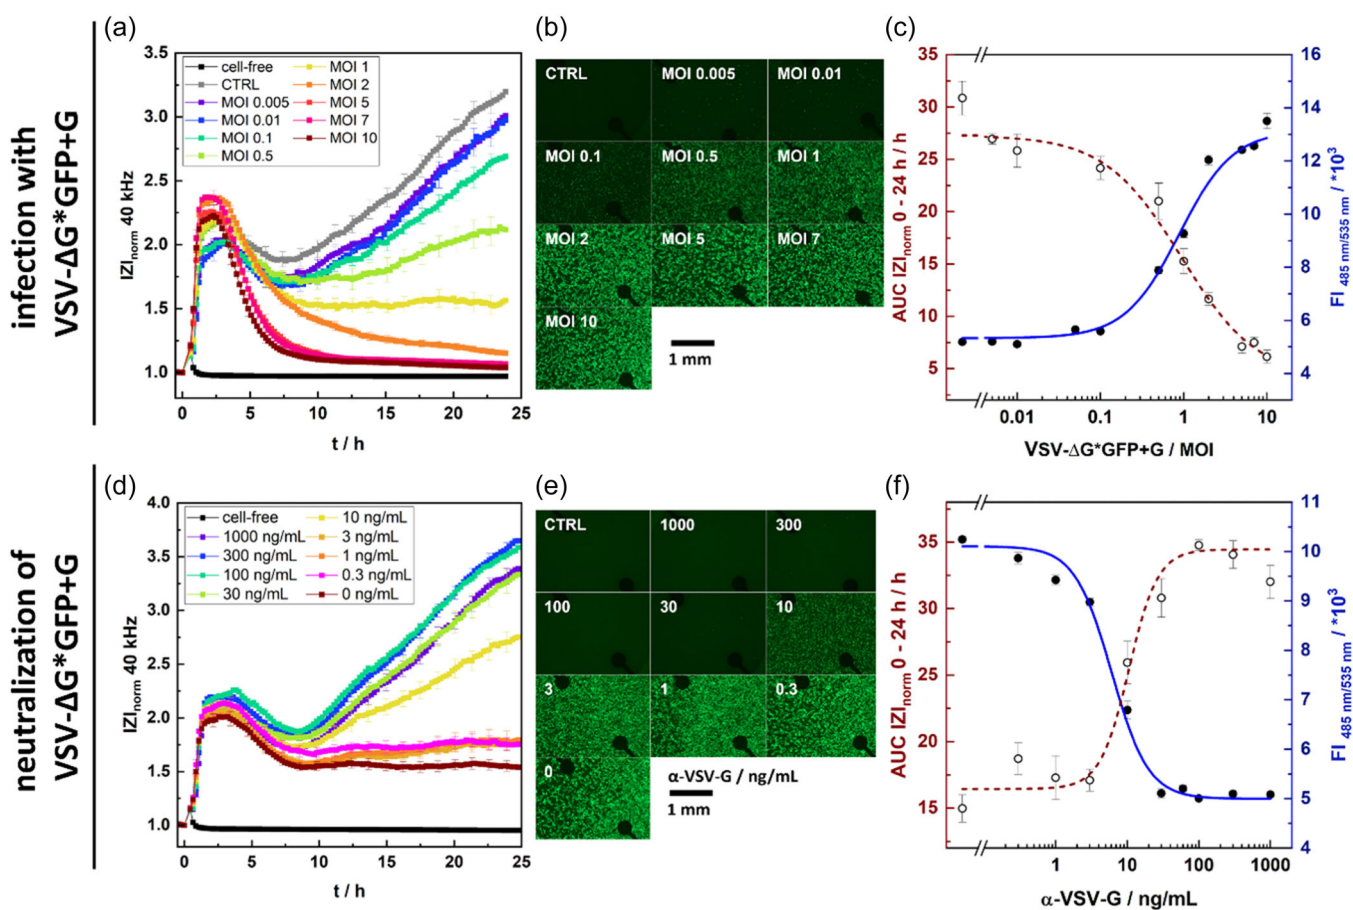 infection with
VSV-ΔG*GFP+G
(a)
3.5
3.0
2.5
2.0
1.5
1.0
IZInorm 40 kHz
cell-free
CTRL
MOI 0.005
MOI 0.01
MOI 0.1
MOI 0.5
MOI 1
MOI 2
MOI 5
MOI 7
MOI 10
0 5 10 15 20 25
t / h
(b)
CTRL MOI 0.005 MOI 0.01
MOI 0.1 MOI 0.5 MOI 1
MOI 2 MOI 5 MOI 7
MOI 10
1 mm
(c)
35
30
25
20
15
10
5
AUC IZInorm 0 - 24 h / h
16
14
12
10
8
6
4
FI 485 nm/535 nm / *10³
0.01 0.1 1 10
VSV-ΔG*GFP+G / MOI
neutralization of
VSV-ΔG*GFP+G
(d)
4.0
3.5
3.0
2.5
2.0
1.5
1.0
IZInorm 40 kHz
cell-free
1000 ng/mL
300 ng/mL
100 ng/mL
30 ng/mL
10 ng/mL
3 ng/mL
1 ng/mL
0.3 ng/mL
0 ng/mL
0 5 10 15 20 25
t / h
(e)
CTRL 1000 300
100 30 10
3 1 0.3
0
α-VSV-G / ng/mL
1 mm
(f)
35
30
25
20
15
AUC IZInorm 0 - 24 h / h
11
10
9
8
7
6
5
4
FI 485 nm/535 nm / *10³
1 10 100 1000
α-VSV-G / ng/mL